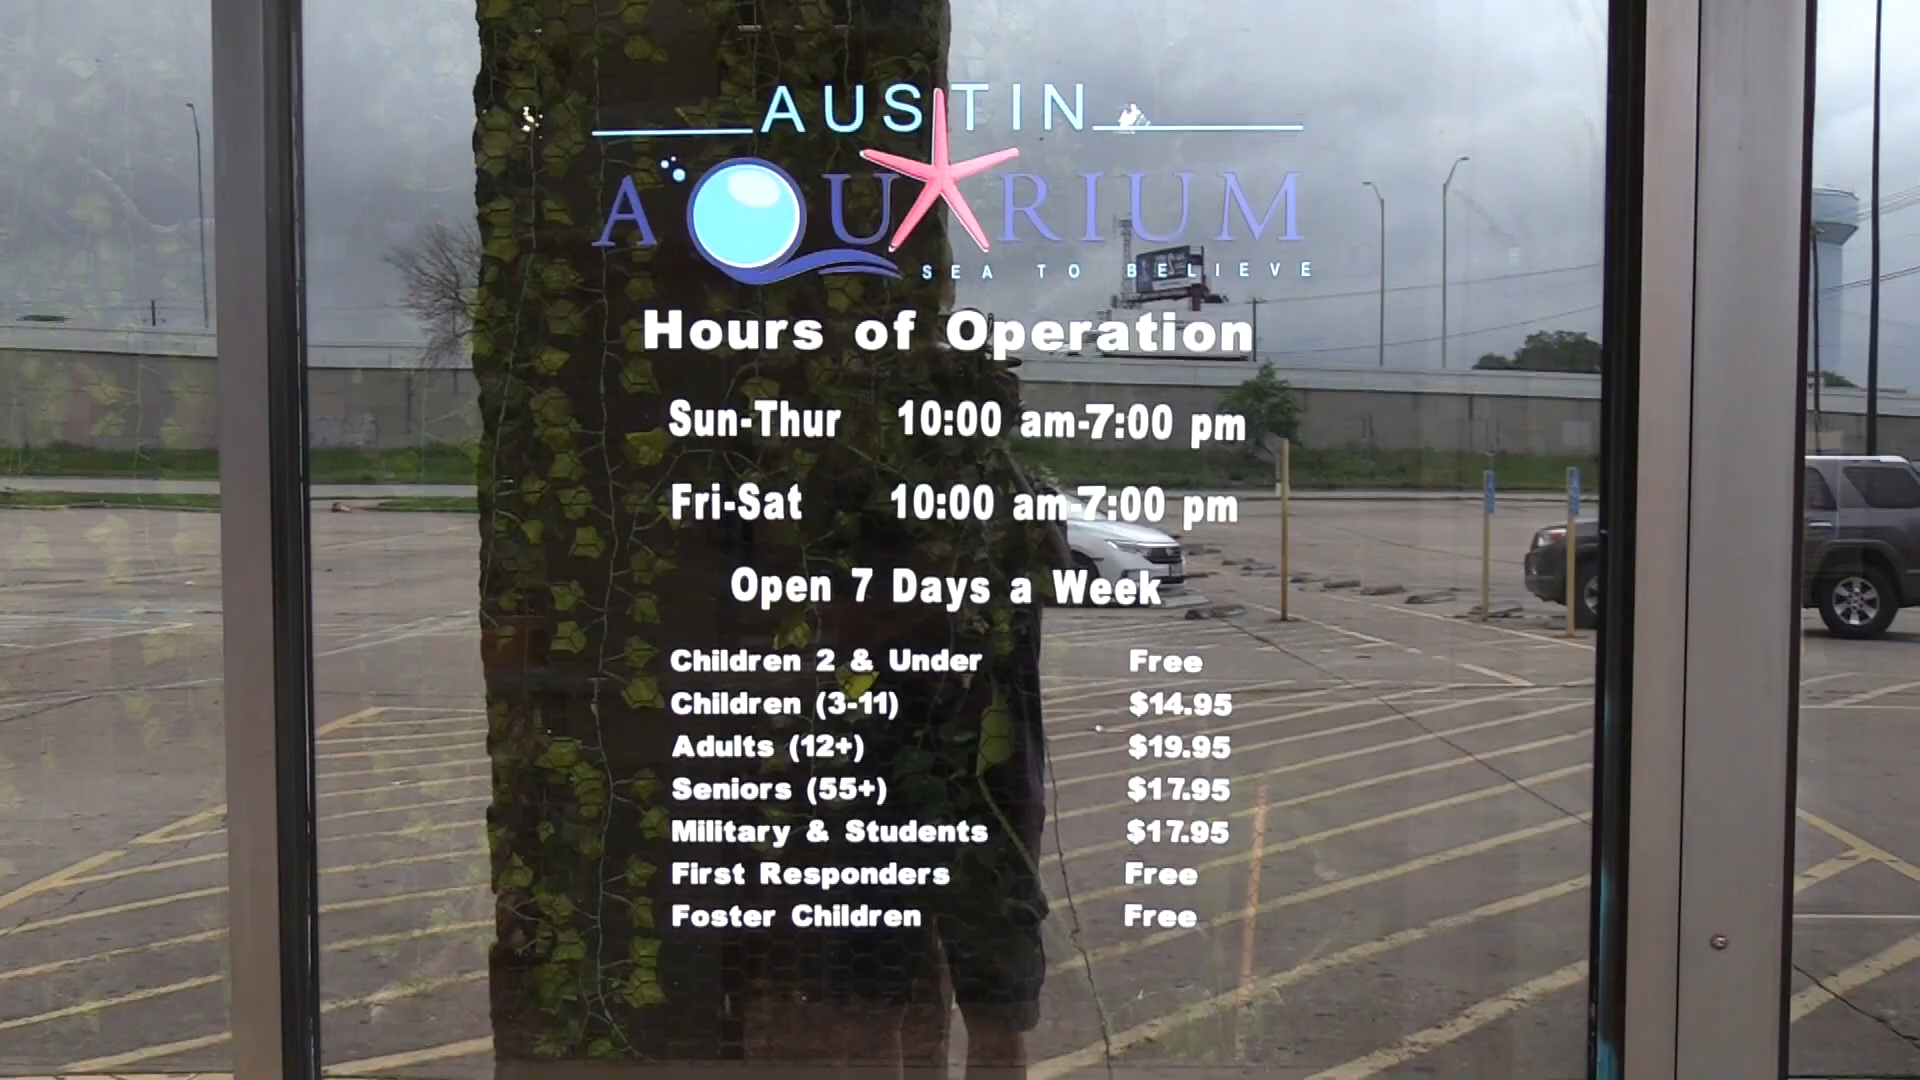 AUSTIN
AQUARIUM
SEA TO BELIEVE
Hours of Operation
Sun-Thur 10:00 am-7:00 pm
Fri-Sat 10:00 am-7:00 pm
Open 7 Days a Week
Children 2 & Under Free
Children (3-11) $14.95
Adults (12+) $19.95
Seniors (55+) $17.95
Military & Students $17.95
First Responders Free
Foster Children Free